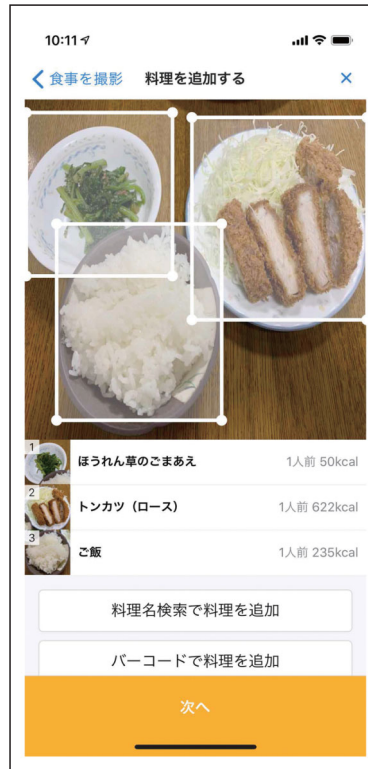 10:11
食事を撮影 料理を追加する ×
1 ほうれん草のごまあえ 1人前 50kcal
2 トンカツ（ロース） 1人前 622kcal
3 ご飯 1人前 235kcal
料理名検索で料理を追加
バーコードで料理を追加
次へ